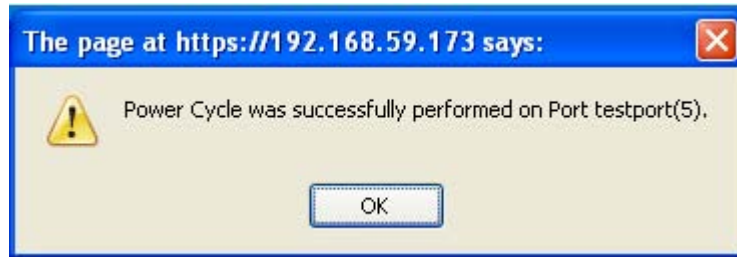 The page at https://192.168.59.173 says:
Power Cycle was successfully performed on Port testport(5).
OK